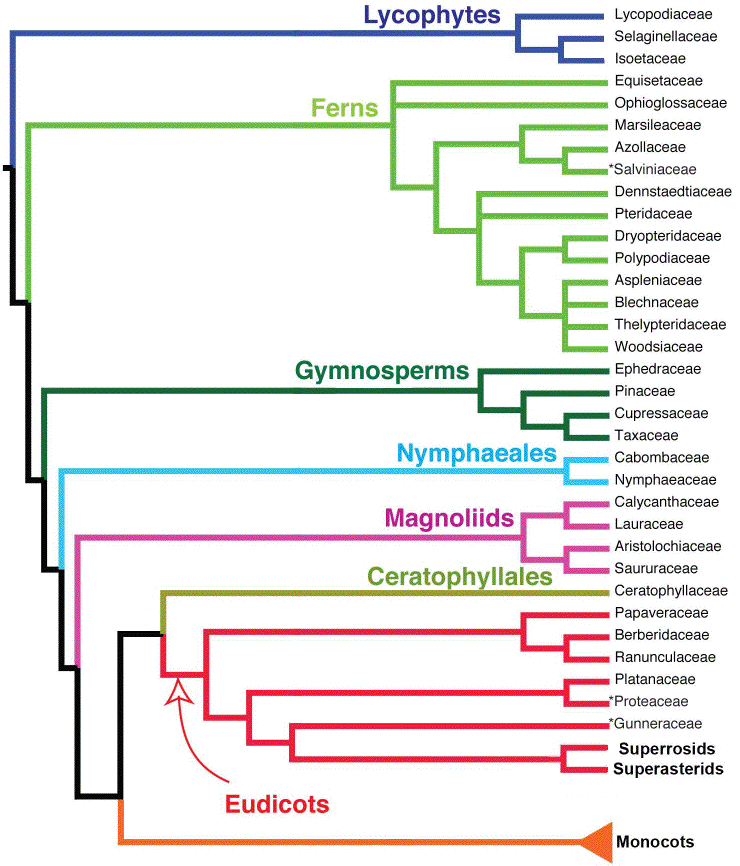 Lycophytes
Lycopodiaceae
Selaginellaceae
Isoetaceae
Ferns
Equisetaceae
Ophioglossaceae
Marsileaceae
Azollaceae
*Salviniaceae
Dennstaedtiaceae
Pteridaceae
Dryopteridaceae
Polypodiaceae
Aspleniaceae
Blechnaceae
Thelypteridaceae
Woodsiaceae
Gymnosperms
Ephedraceae
Pinaceae
Cupressaceae
Taxaceae
Nymphaeales
Cabombaceae
Nymphaeaceae
Magnoliids
Calycanthaceae
Lauraceae
Aristolochiaceae
Saururaceae
Ceratophyllales
Ceratophyllaceae
Papaveraceae
Berberidaceae
Ranunculaceae
Platanaceae
*Proteaceae
*Gunneraceae
Superrosids
Superasterids
Eudicots
Monocots